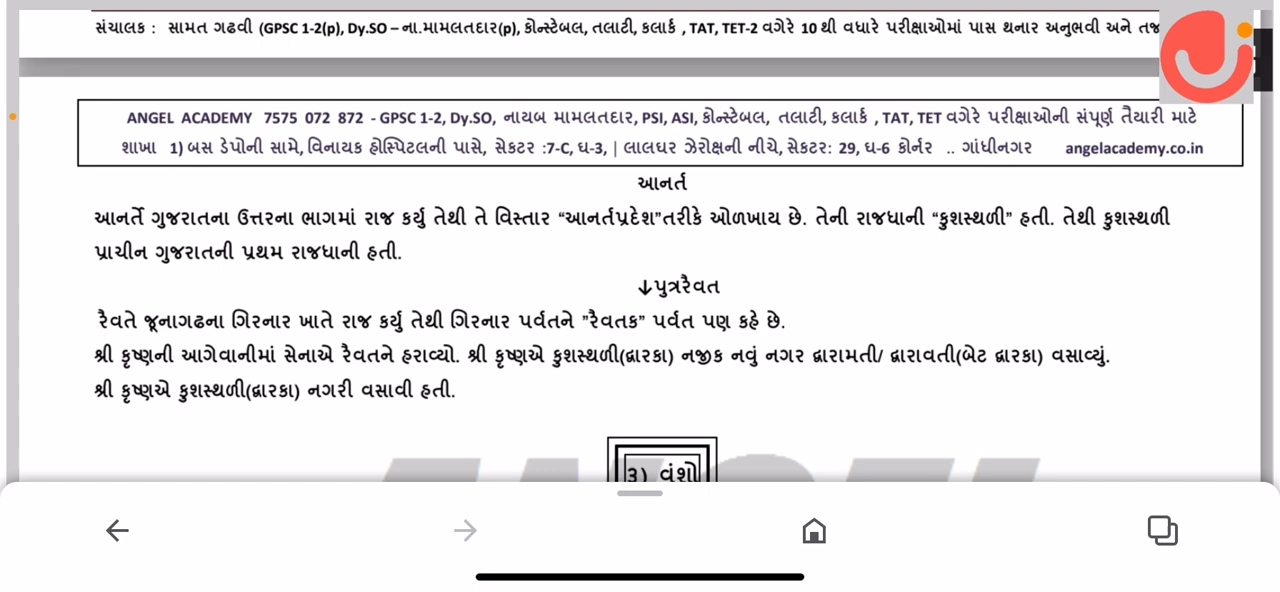 સંચાલક : સામત ગઢવી (GPSC 1-2(p), Dy.SO – ના.મામલતદાર(p), કોન્સ્ટેબલ, તલાટી, કલાર્ક , TAT, TET-2 વગેરે 10 થી વધારે પરીક્ષાઓમાં પાસ થનાર અનુભવી અને
ANGEL ACADEMY 7575 072 872 - GPSC 1-2, Dy.SO, નાયબ મામલતદાર, PSI, ASI, કોન્સ્ટેબલ, તલાટી, કલાર્ક , TAT, TET વગેરે પરીક્ષાઓની સંપૂર્ણ તૈયારી માટે
શાખા 1) બસ ડેપોની સામે, વિનાયક હોસ્પિટલની પાસે, સેકટર :7-C, ઘ-3, | લાલઘર ઝેરોક્ષની નીચે, સેકટર: 29, ઘ-6 કોર્નર .. ગાંધીનગર angelacademy.co.in
આનર્ત
આનર્તે ગુજરાતના ઉત્તરના ભાગમાં રાજ કર્યુ તેથી તે વિસ્તાર “આનર્તપ્રદેશ”તરીકે ઓળખાય છે. તેની રાજધાની “કુશસ્થળી” હતી. તેથી કુશસ્થળી
પ્રાચીન ગુજરાતની પ્રથમ રાજધાની હતી.
↓પુત્રરૈવત
રૈવતે જૂનાગઢના ગિરનાર ખાતે રાજ કર્યુ તેથી ગિરનાર પર્વતને ”રૈવતક” પર્વત પણ કહે છે.
શ્રી કૃષ્ણની આગેવાનીમાં સેનાએ રૈવતને હરાવ્યો. શ્રી કૃષ્ણએ કુશસ્થળી(દ્વારકા) નજીક નવું નગર દ્વારામતી/ દ્વારાવતી(બેટ દ્વારકા) વસાવ્યું.
શ્રી કૃષ્ણએ કુશસ્થળી(દ્વારકા) નગરી વસાવી હતી.
૩) વંશો